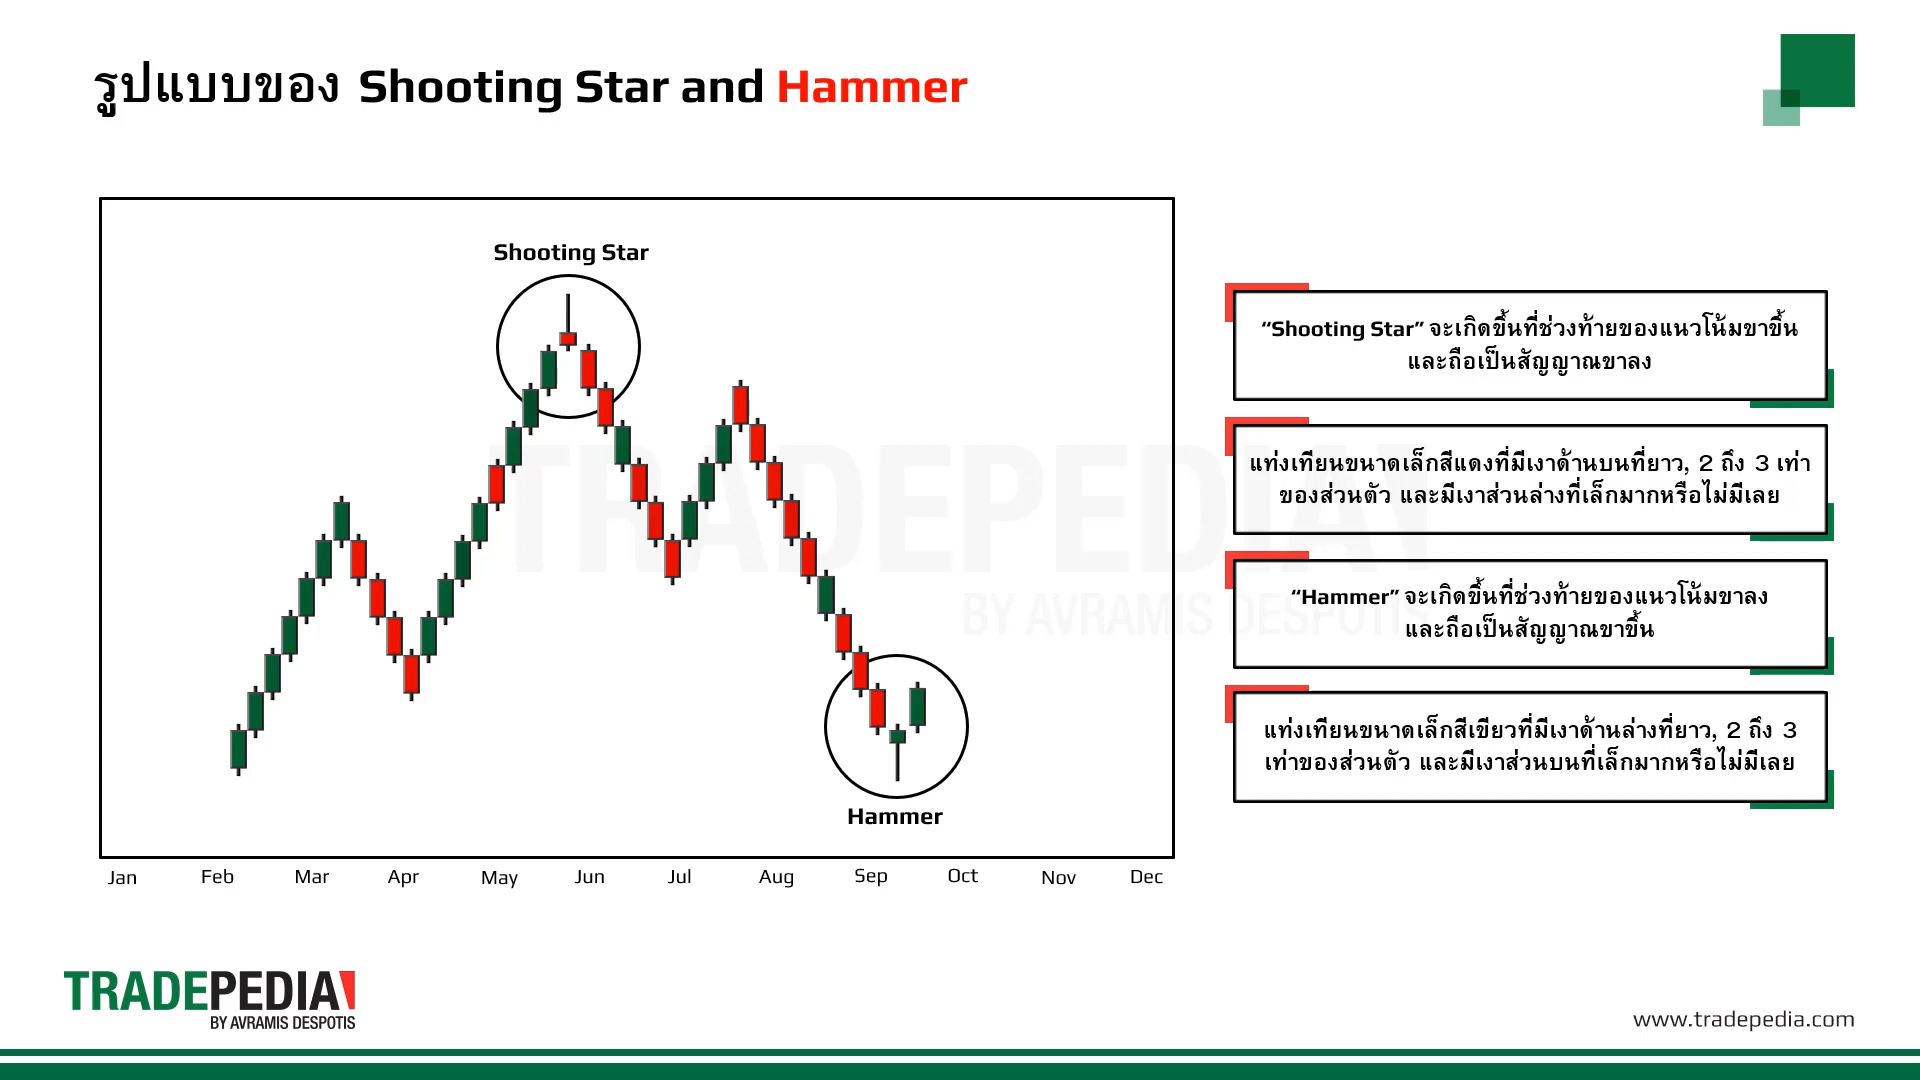 รูปแบบของ Shooting Star and Hammer
Shooting Star
Hammer
Jan Feb Mar Apr May Jun Jul Aug Sep Oct Nov Dec
“Shooting Star” จะเกิดขึ้นที่ช่วงท้ายของแนวโน้มขาขึ้น
และถือเป็นสัญญาณขาลง
แท่งเทียนขนาดเล็กสีแดงที่มีเงาด้านบนที่ยาว, 2 ถึง 3 เท่า
ของส่วนตัว และมีเงาส่วนล่างที่เล็กมากหรือไม่มีเลย
“Hammer” จะเกิดขึ้นที่ช่วงท้ายของแนวโน้มขาลง
และถือเป็นสัญญาณขาขึ้น
แท่งเทียนขนาดเล็กสีเขียวที่มีเงาด้านล่างที่ยาว, 2 ถึง 3
เท่าของส่วนตัว และมีเงาส่วนบนที่เล็กมากหรือไม่มีเลย
TRADEPEDIA
BY AVRAMIS DESPOTIS
TRADEPEDIA
BY AVRAMIS DESPOTIS
www.tradepedia.com